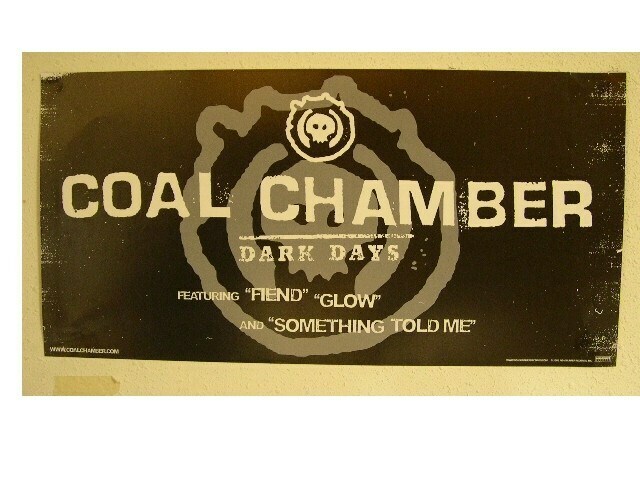 COAL CHAMBER
DARK DAYS
FEATURING "FIEND" "GLOW"
AND "SOMETHING TOLD ME"
WWW.COALCHAMBER.COM